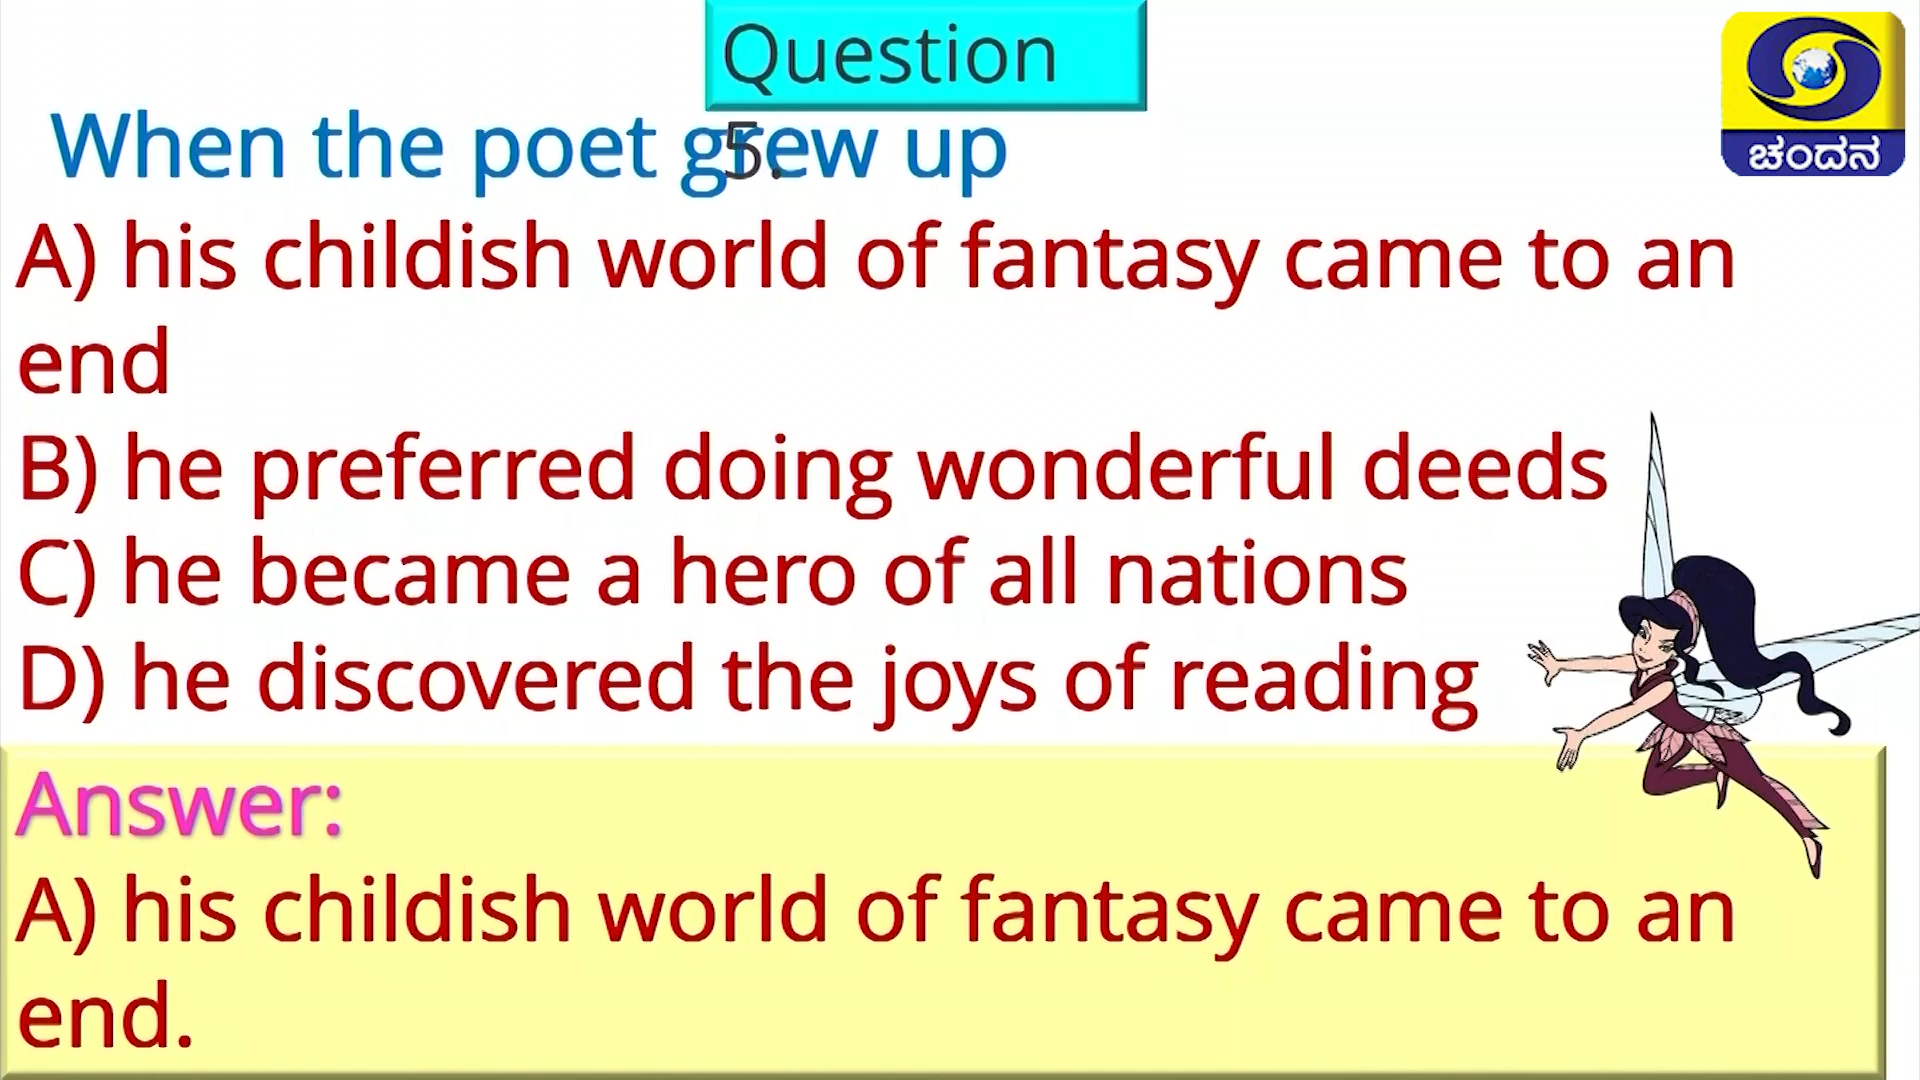 Question
5.
When the poet grew up
A) his childish world of fantasy came to an
end
B) he preferred doing wonderful deeds
C) he became a hero of all nations
D) he discovered the joys of reading
Answer:
A) his childish world of fantasy came to an
end.
ಚಂದನ